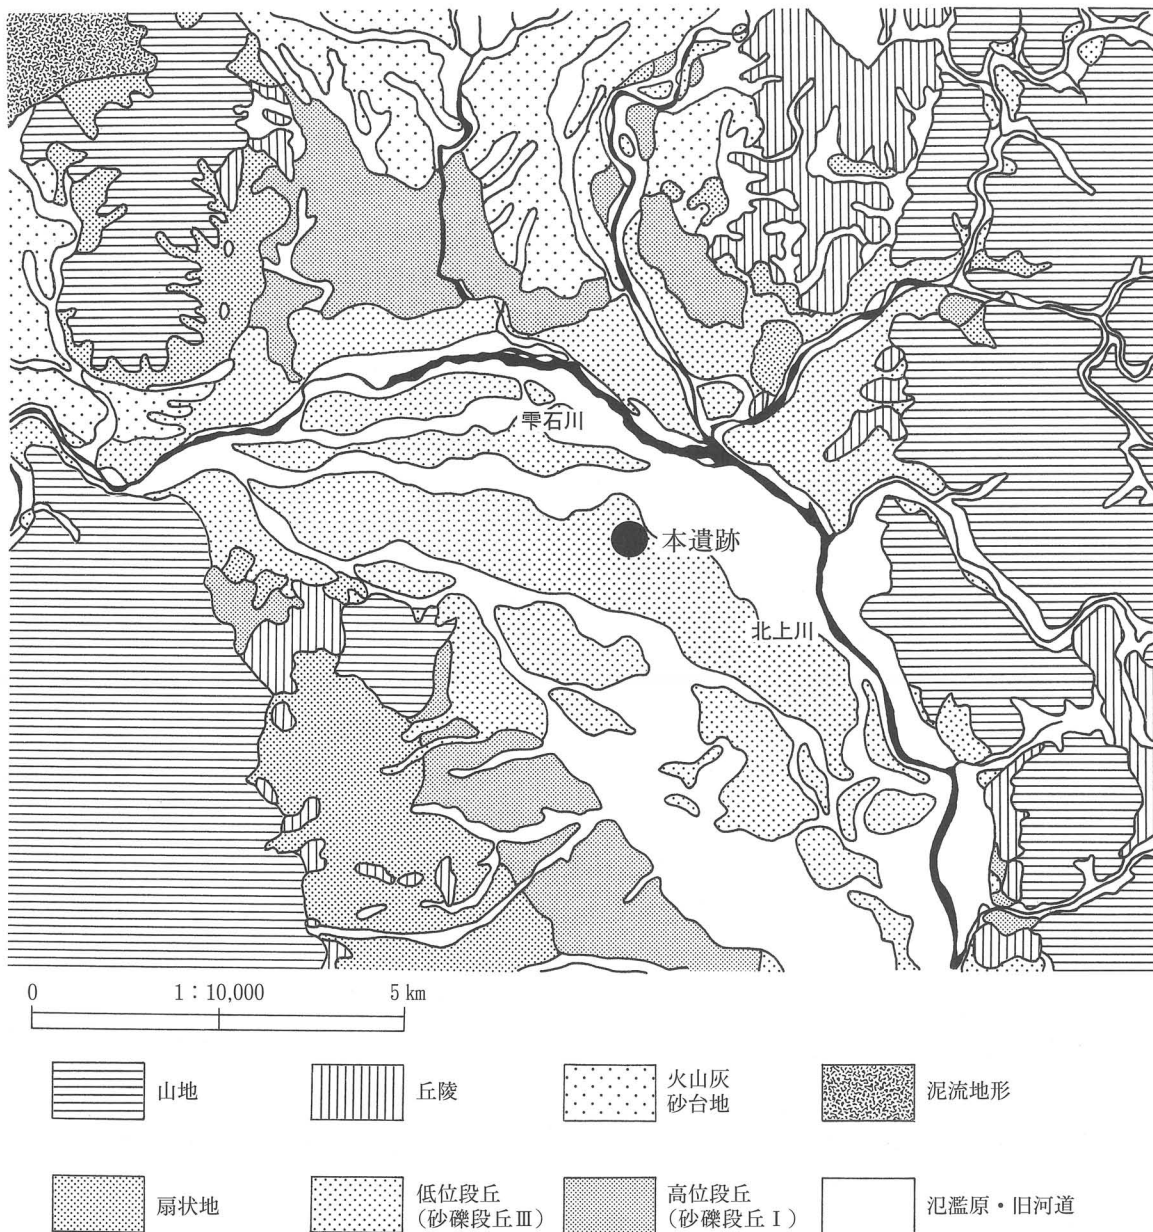 雫石川
本遺跡
北上川
0 1:10,000 5 km
山地
丘陵
火山灰
砂台地
泥流地形
扇状地
低位段丘
(砂礫段丘Ⅲ)
高位段丘
(砂礫段丘Ⅰ)
氾濫原・旧河道